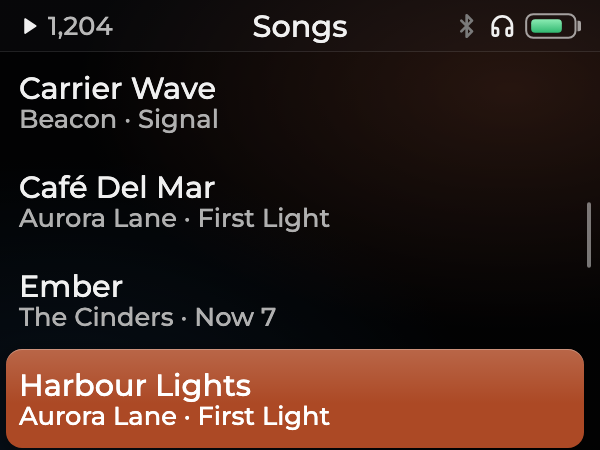 1,204
Songs
Carrier Wave
Beacon · Signal
Café Del Mar
Aurora Lane · First Light
Ember
The Cinders · Now 7
Harbour Lights
Aurora Lane · First Light